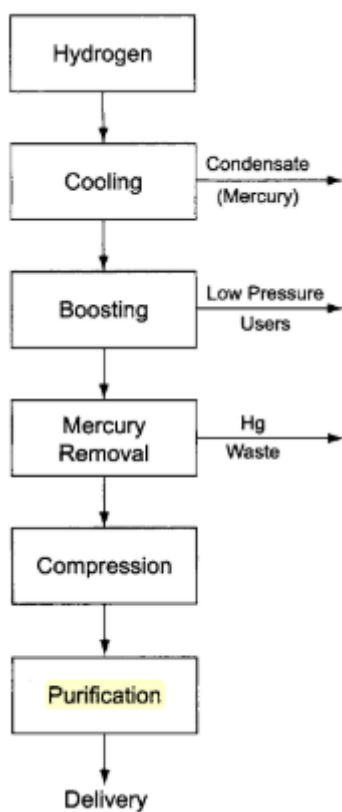 Hydrogen
Cooling
Condensate
(Mercury)
Boosting
Low Pressure
Users
Mercury
Removal
Hg
Waste
Compression
Purification
Delivery